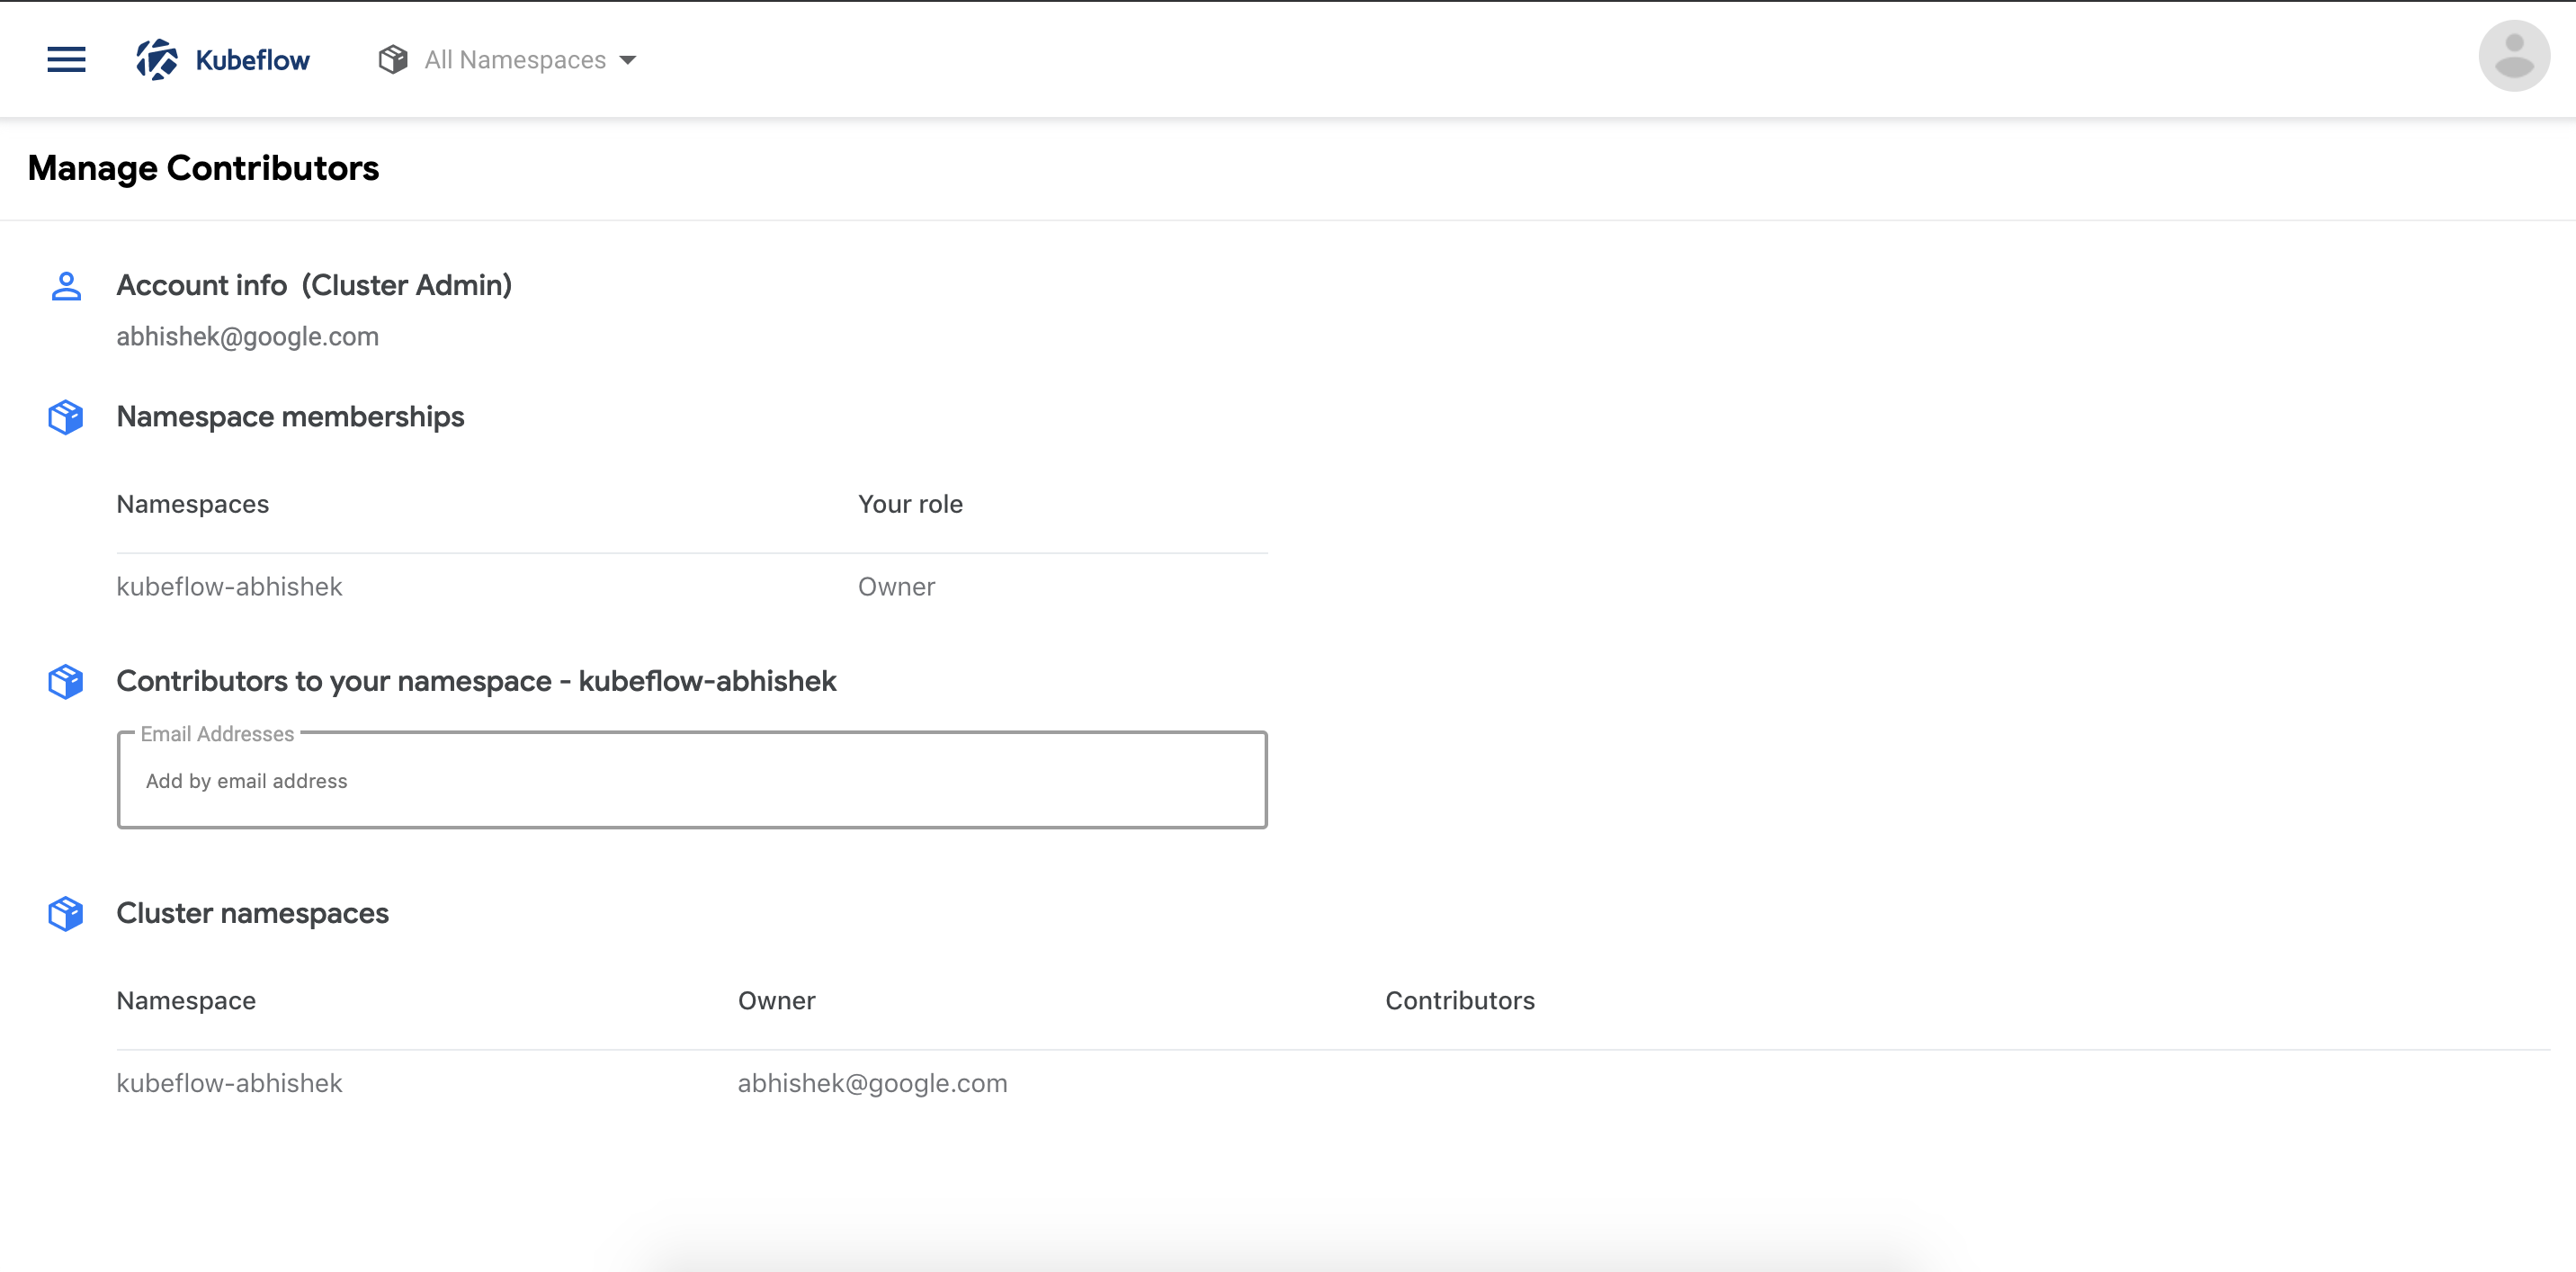 Kubeflow All Namespaces
Manage Contributors
Account info (Cluster Admin)
abhishek@google.com
Namespace memberships
Namespaces Your role
kubeflow-abhishek Owner
Contributors to your namespace - kubeflow-abhishek
Email Addresses
Add by email address
Cluster namespaces
Namespace Owner Contributors
kubeflow-abhishek abhishek@google.com